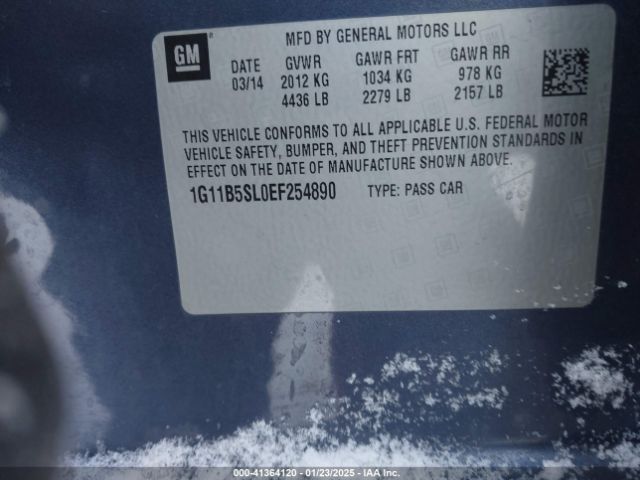 GM
MFD BY GENERAL MOTORS LLC
DATE GVWR GAWR FRT GAWR RR
03/14 2012 KG 1034 KG 978 KG
4436 LB 2279 LB 2157 LB
THIS VEHICLE CONFORMS TO ALL APPLICABLE U.S. FEDERAL MOTOR
VEHICLE SAFETY, BUMPER, AND THEFT PREVENTION STANDARDS IN
EFFECT ON THE DATE OF MANUFACTURE SHOWN ABOVE.
1G11B5SL0EF254890 TYPE: PASS CAR
000-41364120 - 01/23/2025 - IAA Inc.